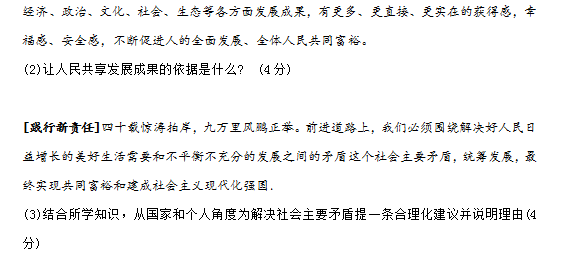 经济、政治、文化、社会、生态等各方面发展成果，有更多、更直接、更实在的获得感，幸
福感、安全感，不断促进人的全面发展、全体人民共同富裕。
(2)让人民共享发展成果的依据是什么? (4分)
[践行新责任]四十载惊涛拍岸，九万里风鹏正举。前进道路上，我们必须围绕解决好人民日
益增长的美好生活需要和不平衡不充分的发展之间的矛盾这个社会主要矛盾，统筹发展，最
终实现共同富裕和建成社会主义现代化强国.
(3)结合所学知识，从国家和个人角度为解决社会主要矛盾提一条合理化建议并说明理由(4
分)